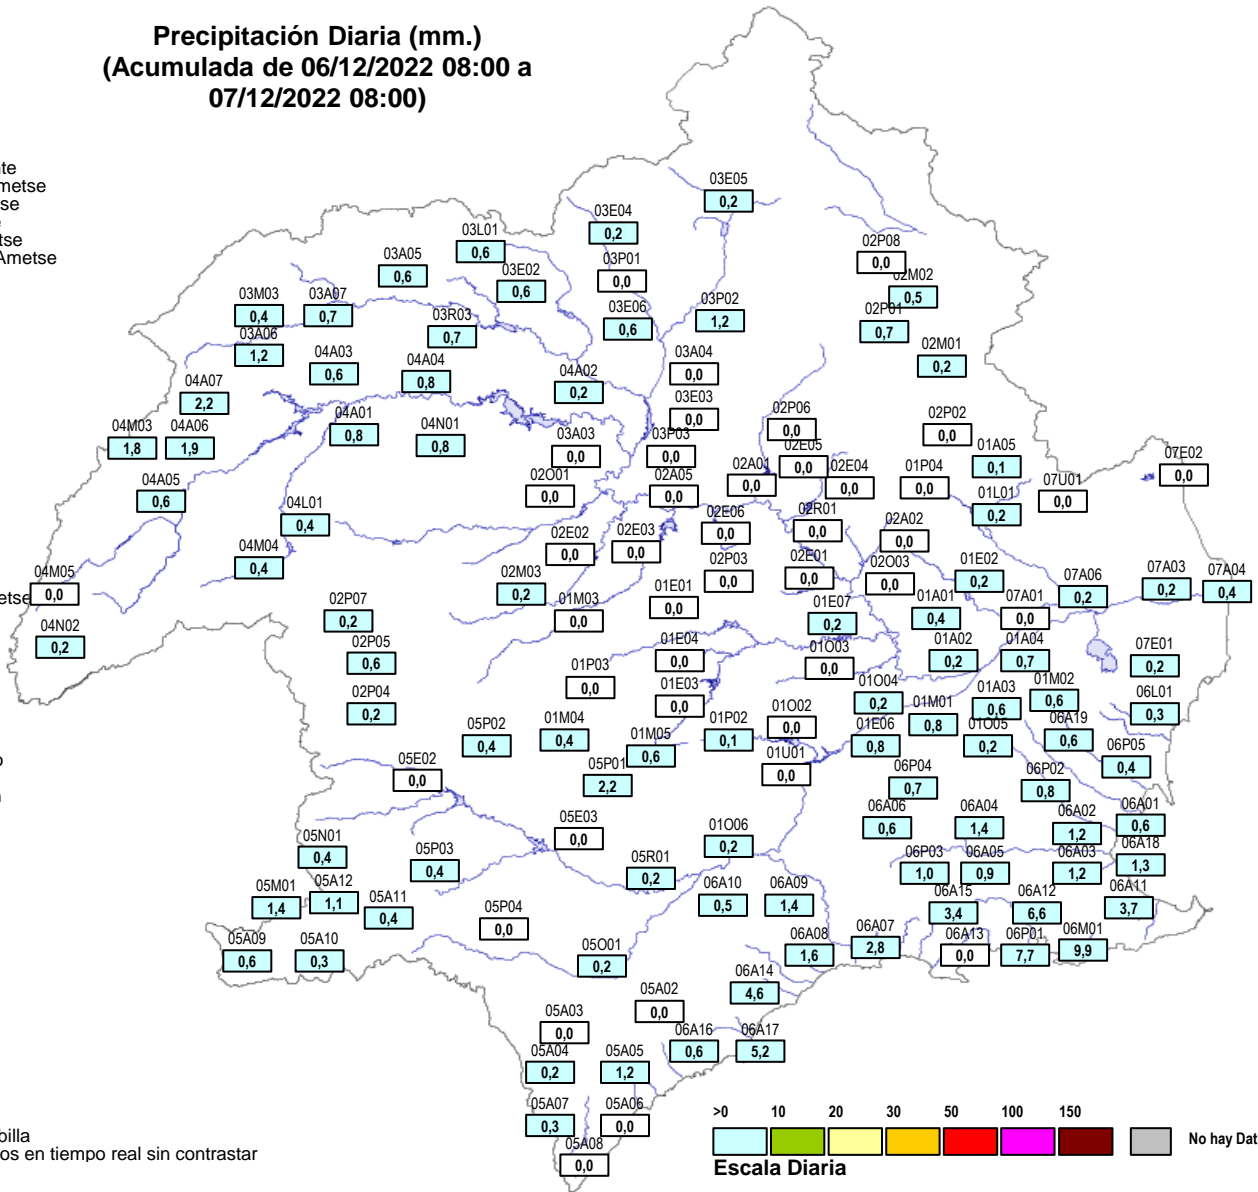 Precipitación Diaria (mm.)
(Acumulada de 06/12/2022 08:00 a
07/12/2022 08:00)
nte
metse
tse
e
tse
Ametse
etse
o
n
billa
os en tiempo real sin contrastar
03E05
0,2
03E04
0,2
03L01
0,6
03A05
0,6
03P01
0,0
03E02
0,6
02P08
0,0
02M02
0,5
03M03
0,4
03A07
0,7
03R03
0,7
03E06
0,6
03P02
1,2
02P01
0,7
03A06
1,2
04A03
0,6
04A04
0,8
04A02
0,2
03A04
0,0
02M01
0,2
04A07
2,2
03E03
0,0
04M03
1,8
04A06
1,9
04A01
0,8
04N01
0,8
03A03
0,0
03P03
0,0
02P06
0,0
02E05
0,0
02P02
0,0
01A05
0,1
07E02
0,0
04A05
0,6
02O01
0,0
02A05
0,0
02A01
0,0
02E04
0,0
01P04
0,0
07U01
0,0
04L01
0,4
01L01
0,2
02E06
0,0
02R01
0,0
02A02
0,0
02E02
0,0
02E03
0,0
04M04
0,4
04M05
0,0
02M03
0,2
02P03
0,0
02E01
0,0
02O03
0,0
01E02
0,2
07A06
0,2
07A03
0,2
07A04
0,4
02P07
0,2
01M03
0,0
01E01
0,0
01E07
0,2
01A01
0,4
07A01
0,0
04N02
0,2
02P05
0,6
01E04
0,0
01O03
0,0
01A02
0,2
01A04
0,7
07E01
0,2
01P03
0,0
01E03
0,0
01O04
0,2
01A03
0,6
01M02
0,6
06L01
0,3
02P04
0,2
05P02
0,4
01M04
0,4
01M05
0,6
01P02
0,1
01O02
0,0
01M01
0,8
01E06
0,8
01O05
0,2
06A19
0,6
06P05
0,4
05E02
0,0
05P01
2,2
01U01
0,0
06P04
0,7
06P02
0,8
05E03
0,0
06A06
0,6
06A04
1,4
06A02
1,2
06A01
0,6
05N01
0,4
05P03
0,4
05R01
0,2
01O06
0,2
06P03
1,0
06A05
0,9
06A03
1,2
06A18
1,3
05M01
1,4
05A12
1,1
05A11
0,4
06A10
0,5
06A09
1,4
06A15
3,4
06A12
6,6
06A11
3,7
05P04
0,0
05A09
0,6
05A10
0,3
05O01
0,2
06A08
1,6
06A07
2,8
06A13
0,0
06P01
7,7
06M01
9,9
06A14
4,6
05A02
0,0
05A03
0,0
06A16
0,6
06A17
5,2
05A04
0,2
05A05
1,2
05A07
0,3
05A06
0,0
05A08
0,0
>0 10 20 30 50 100 150
No hay Dat
Escala Diaria